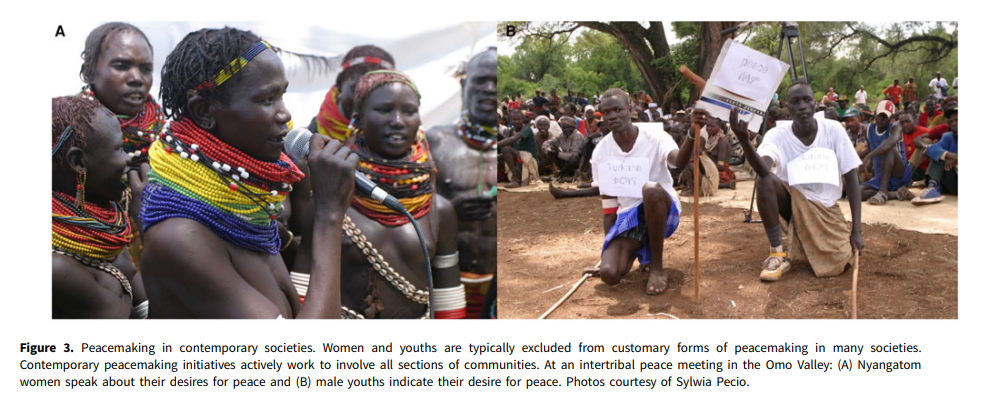 A
B
peace
Figure 3. Peacemaking in contemporary societies. Women and youths are typically excluded from customary forms of peacemaking in many societies.
Contemporary peacemaking initiatives actively work to involve all sections of communities. At an intertribal peace meeting in the Omo Valley: (A) Nyangatom
women speak about their desires for peace and (B) male youths indicate their desire for peace. Photos courtesy of Sylwia Pecio.